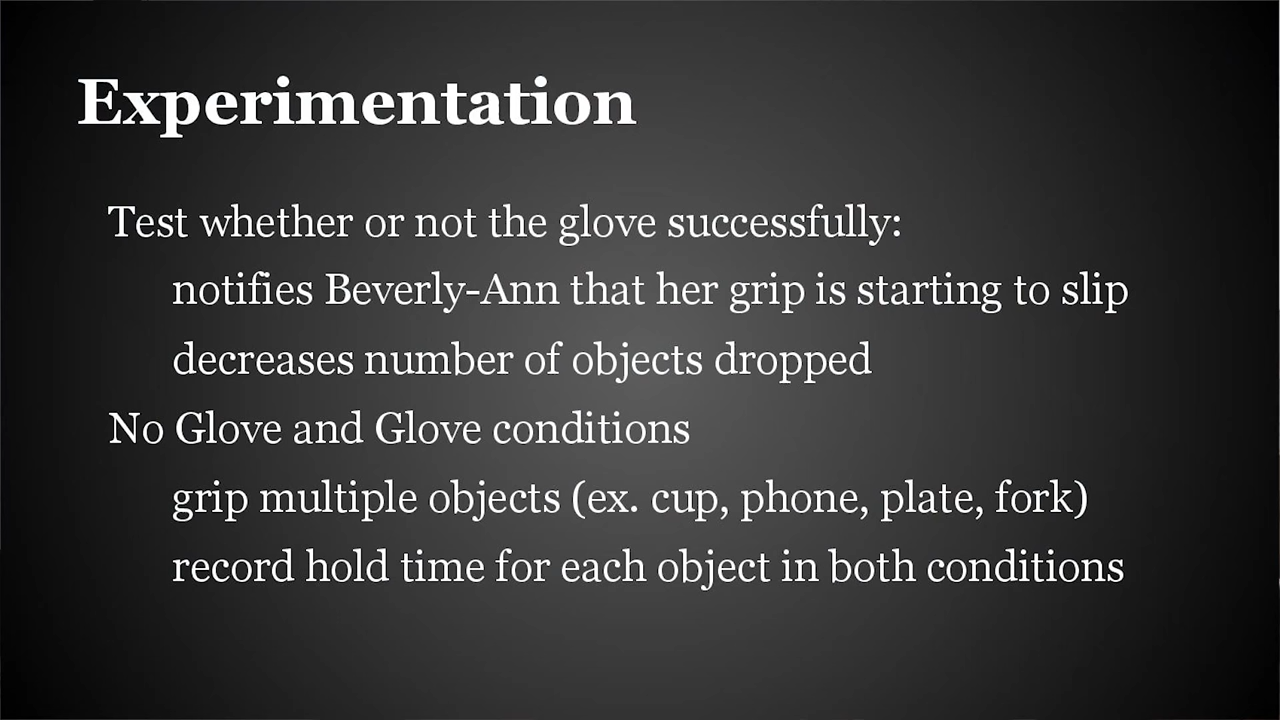 Experimentation
Test whether or not the glove successfully:
notifies Beverly-Ann that her grip is starting to slip
decreases number of objects dropped
No Glove and Glove conditions
grip multiple objects (ex. cup, phone, plate, fork)
record hold time for each object in both conditions